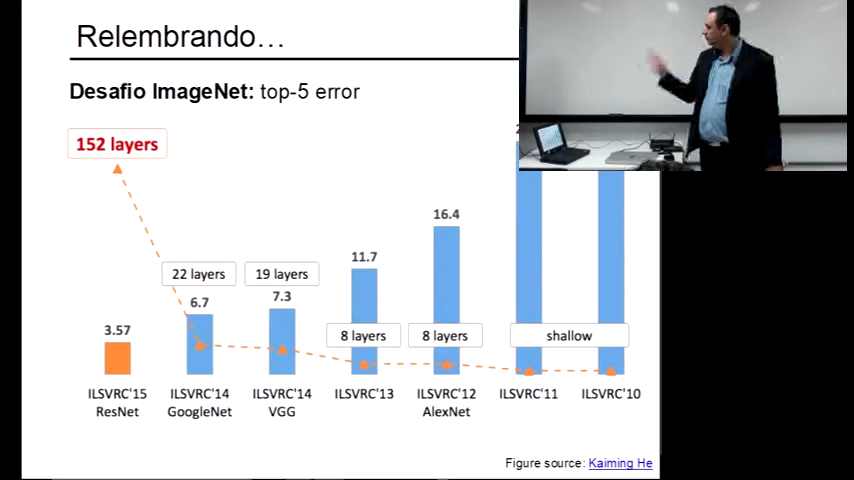 Relembrando...
Desafio ImageNet: top-5 error
152 layers
16.4
11.7
22 layers
19 layers
6.7
7.3
3.57
8 layers
8 layers
shallow
ILSVRC'15
ResNet
ILSVRC'14
GoogleNet
ILSVRC'14
VGG
ILSVRC'13
ILSVRC'12
AlexNet
ILSVRC'11
ILSVRC'10
Figure source: Kaiming He